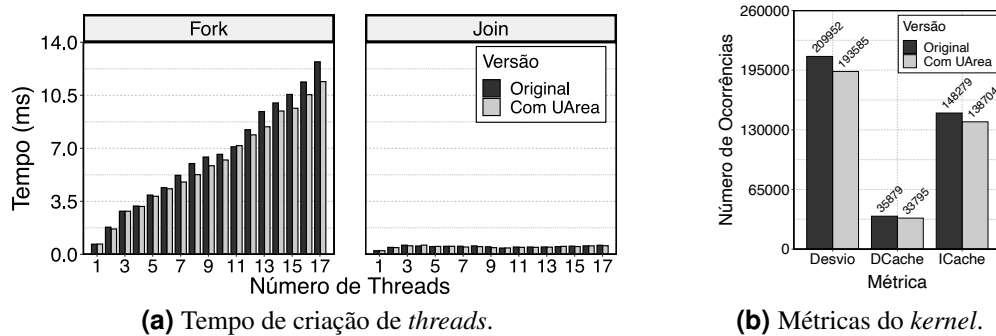 Fork
Join
14.0
10.5
7.0
3.5
0.0
Tempo (ms)
Versão
Original
Com UArea
1 3 5 7 9 11 13 15 17
1 3 5 7 9 11 13 15 17
Número de Threads
(a) Tempo de criação de threads.
260000
195000
130000
65000
0
Número de Ocorrências
Versão
Original
Com UArea
209952
193585
35879
33795
148279
138704
Desvio DCache ICache
Métrica
(b) Métricas do kernel.